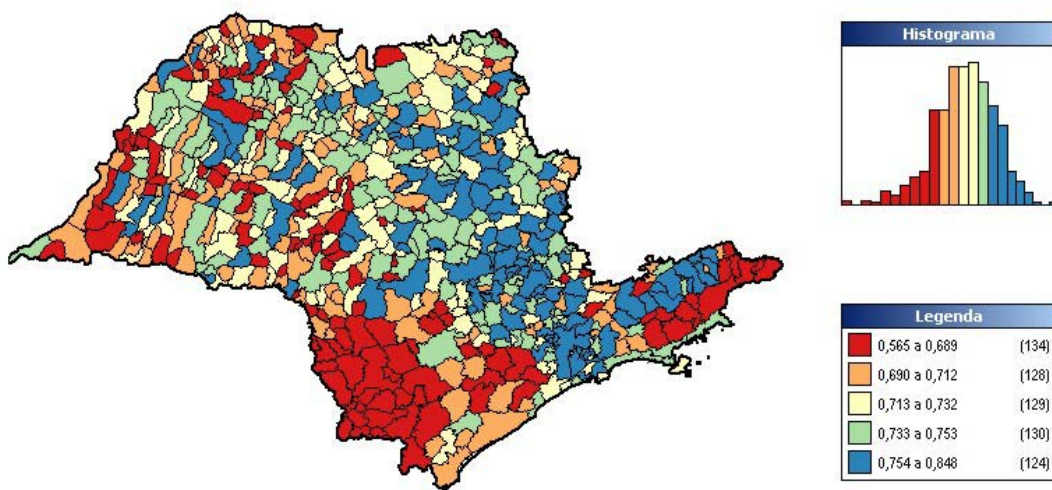 Histograma
Legenda
0,565 a 0,689 (134)
0,690 a 0,712 (128)
0,713 a 0,732 (129)
0,733 a 0,753 (130)
0,754 a 0,848 (124)